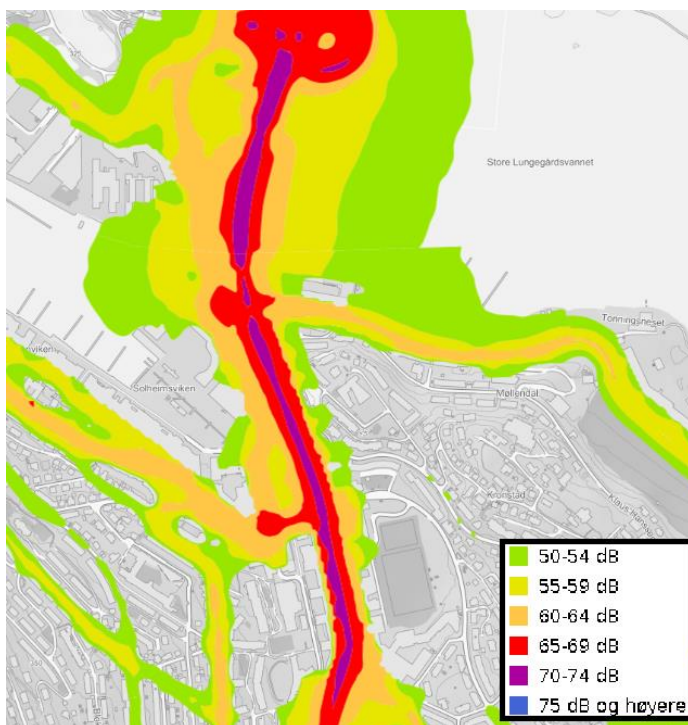 Store Lungegårdsvannet
Tonningsneset
Solheimsviken
Møllendal
Kronstad
50-54 dB
55-59 dB
60-64 dB
65-69 dB
70-74 dB
75 dB og høyere